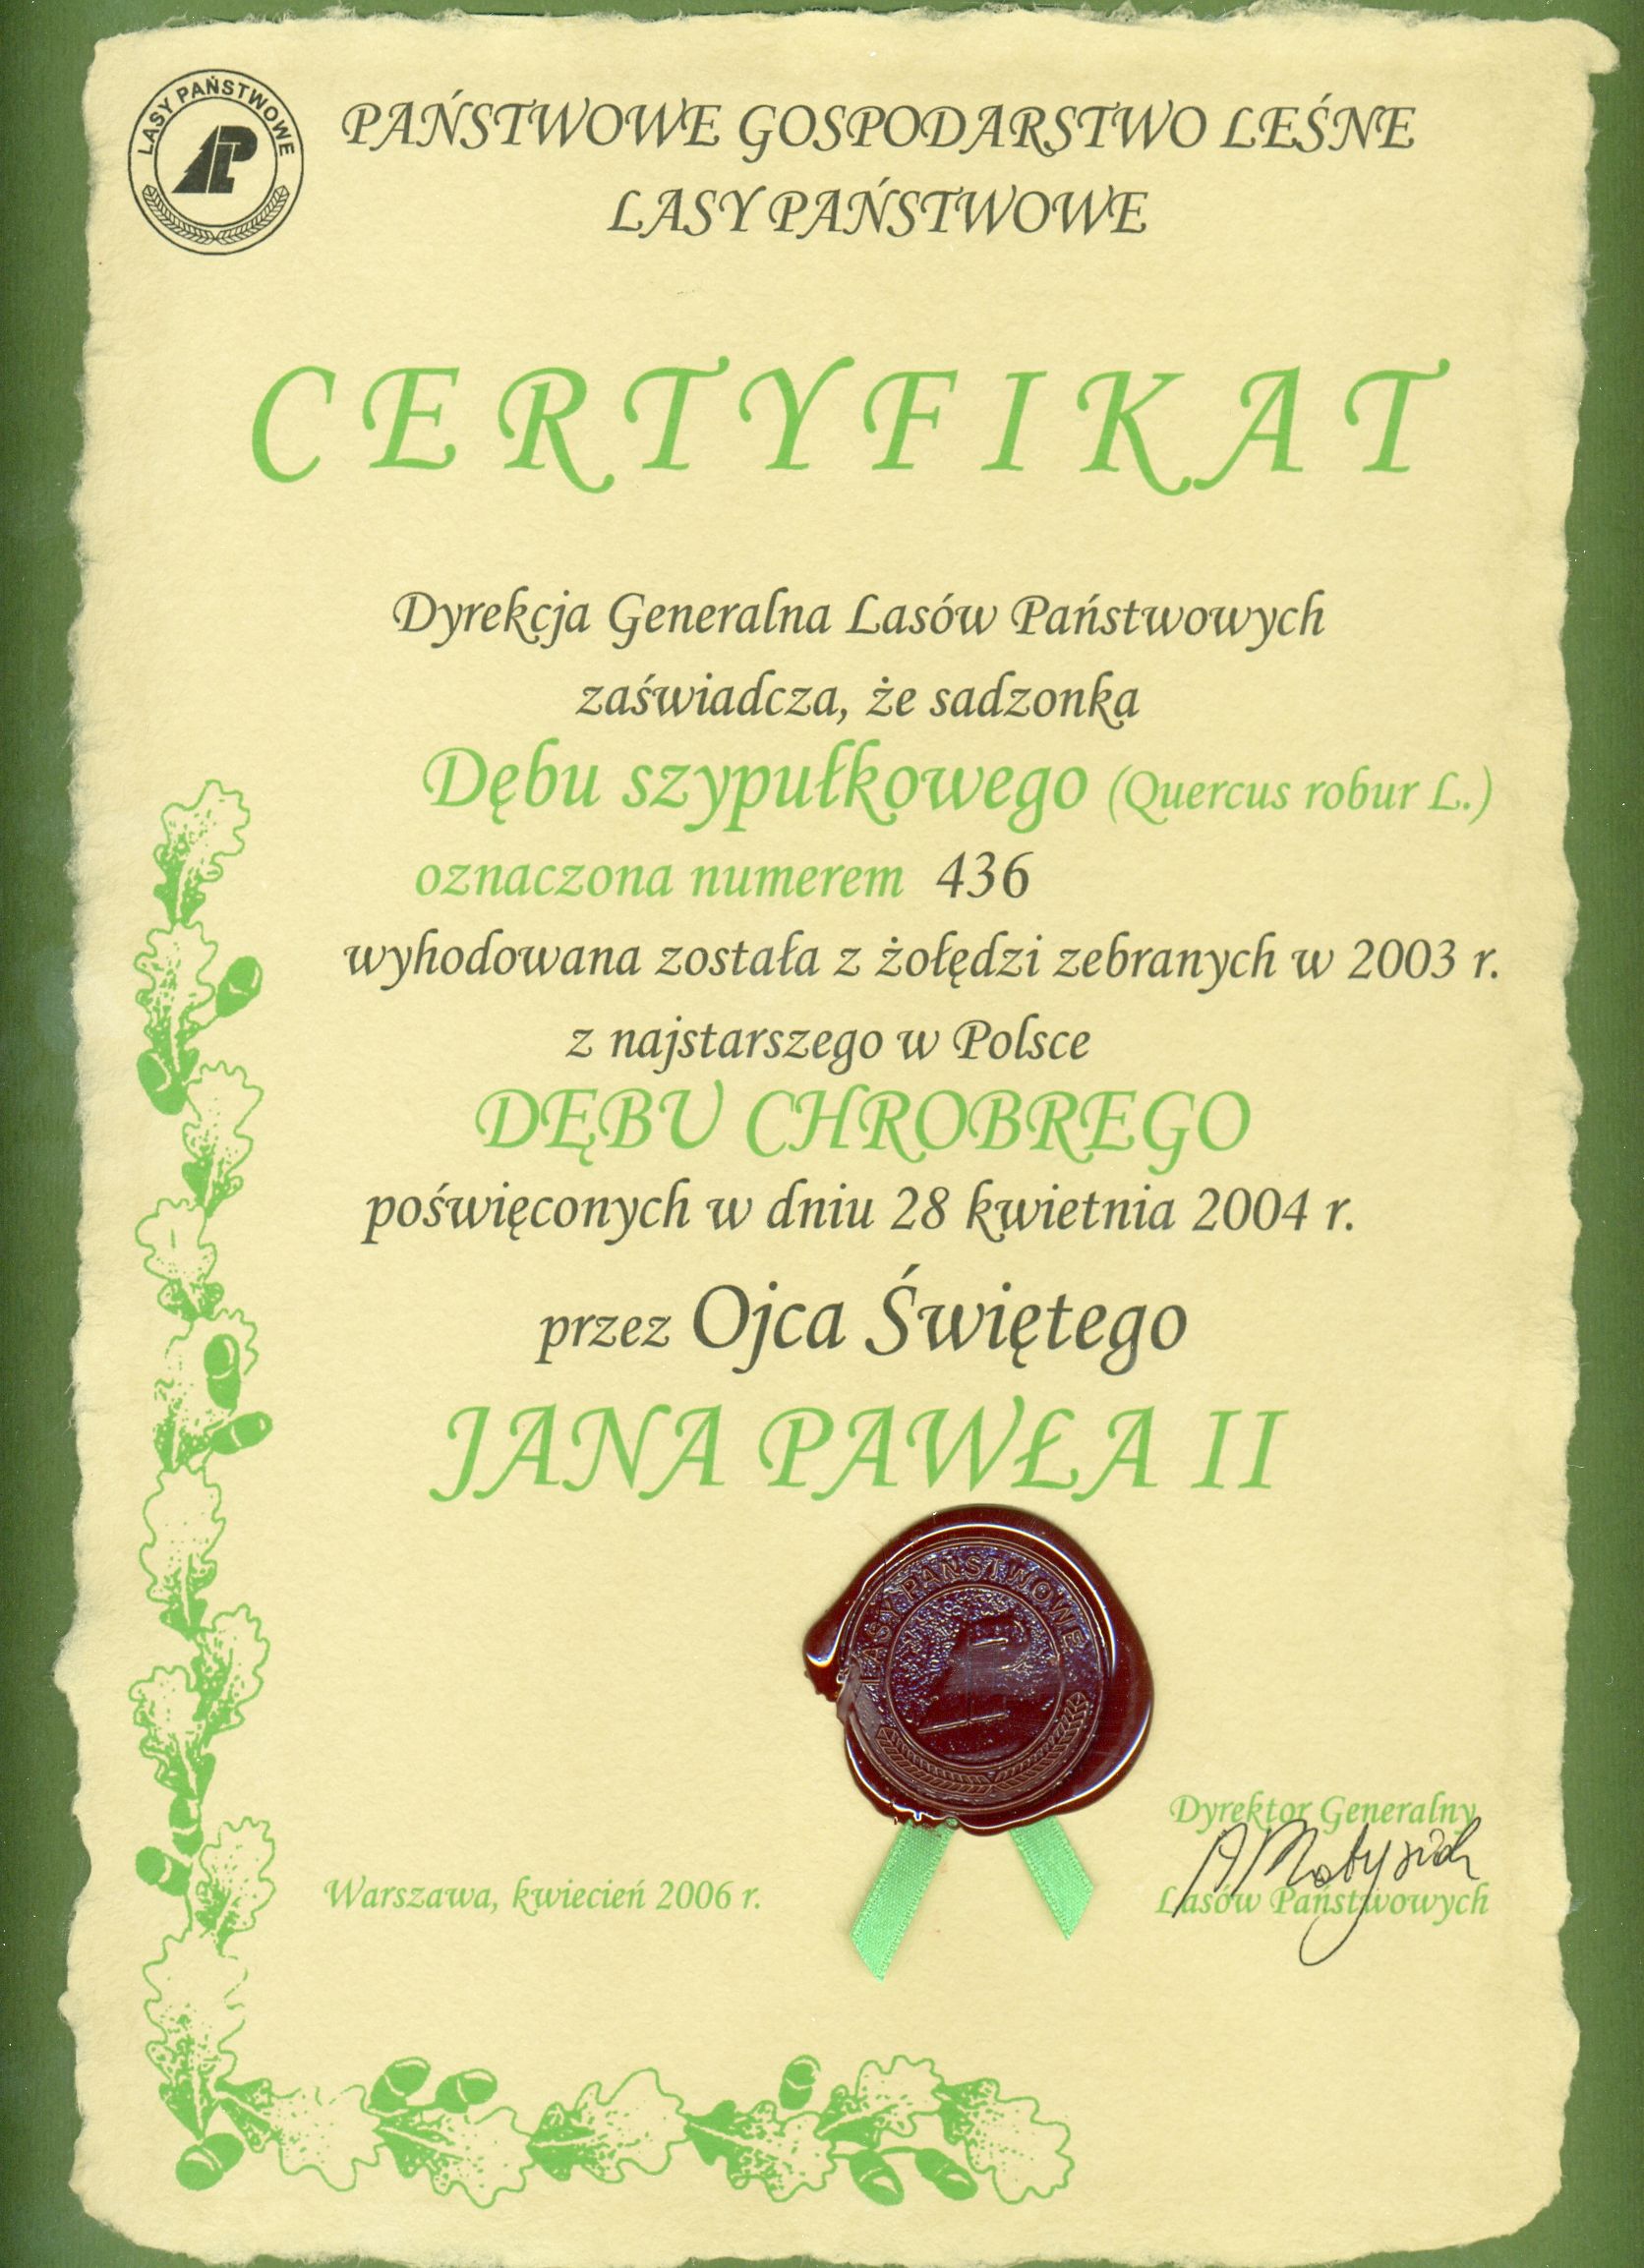 LASY PAŃSTWOWE
PAŃSTWOWE GOSPODARSTWO LEŚNE
LASY PAŃSTWOWE
CERTYFIKAT
Dyrekcja Generalna Lasów Państwowych
zaświadcza, że sadzonka
Dębu szypułkowego (Quercus robur L.)
oznaczona numerem 436
wyhodowana została z żołędzi zebranych w 2003 r.
z najstarszego w Polsce
DĘBU CHROBREGO
poświęconych w dniu 28 kwietnia 2004 r.
przez Ojca Świętego
JANA PAWŁA II
LASY PAŃSTWOWE
Dyrektor Generalny
Lasów Państwowych
Warszawa, kwiecień 2006 r.